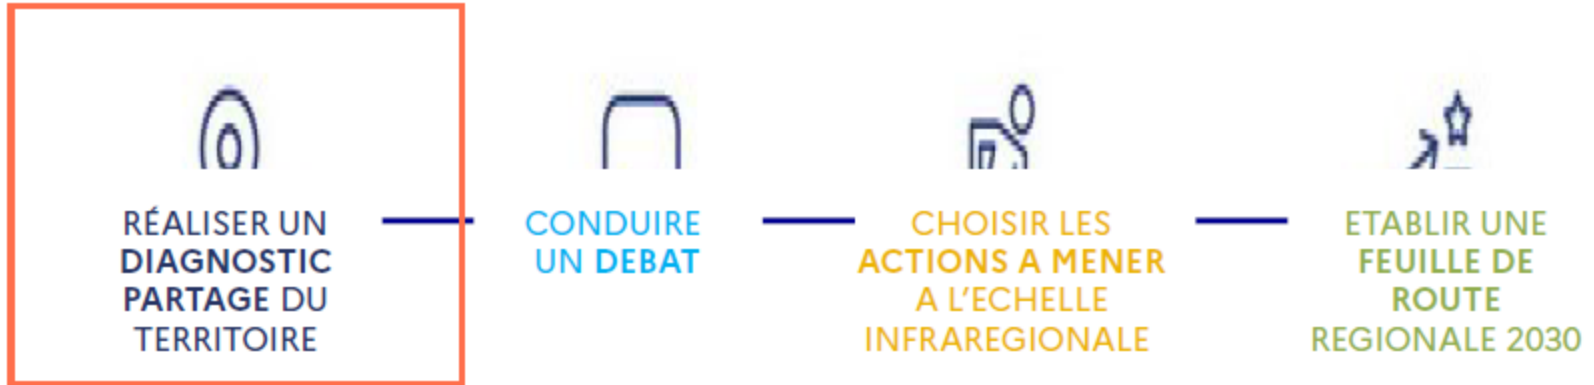 RÉALISER UN
DIAGNOSTIC
PARTAGE DU
TERRITOIRE
CONDUIRE
UN DEBAT
CHOISIR LES
ACTIONS A MENER
A L’ECHELLE
INFRAREGIONALE
ETABLIR UNE
FEUILLE DE
ROUTE
REGIONALE 2030